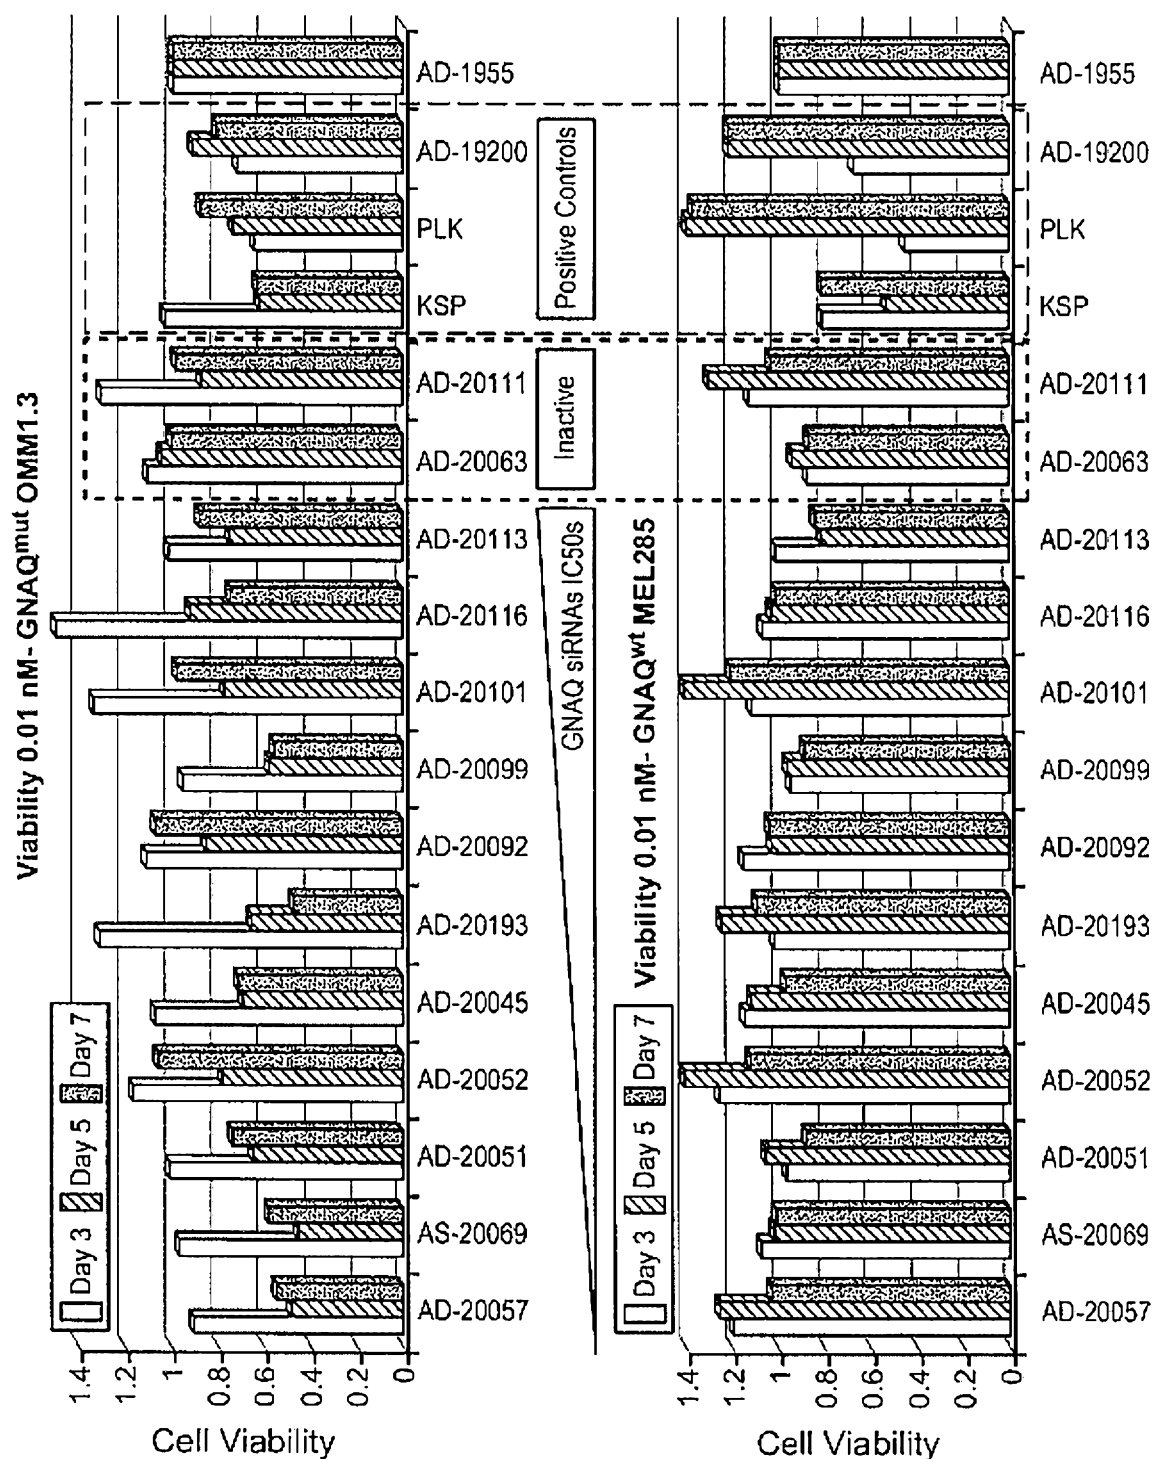 Viability 0.01 nM- GNAQmut OMM1.3
Day 3 Day 5 Day 7
1.4
1.2
1
0.8
0.6
0.4
0.2
0
Cell Viability
AD-20057
AS-20069
AD-20051
AD-20052
AD-20045
AD-20193
AD-20092
AD-20099
AD-20101
AD-20116
AD-20113
AD-20063
AD-20111
KSP
PLK
AD-19200
AD-1955
GNAQ siRNAs IC50s
Inactive
Positive Controls
Viability 0.01 nM- GNAQwt MEL285
Day 3 Day 5 Day 7
1.4
1.2
1
0.8
0.6
0.4
0.2
0
Cell Viability
AD-20057
AS-20069
AD-20051
AD-20052
AD-20045
AD-20193
AD-20092
AD-20099
AD-20101
AD-20116
AD-20113
AD-20063
AD-20111
KSP
PLK
AD-19200
AD-1955